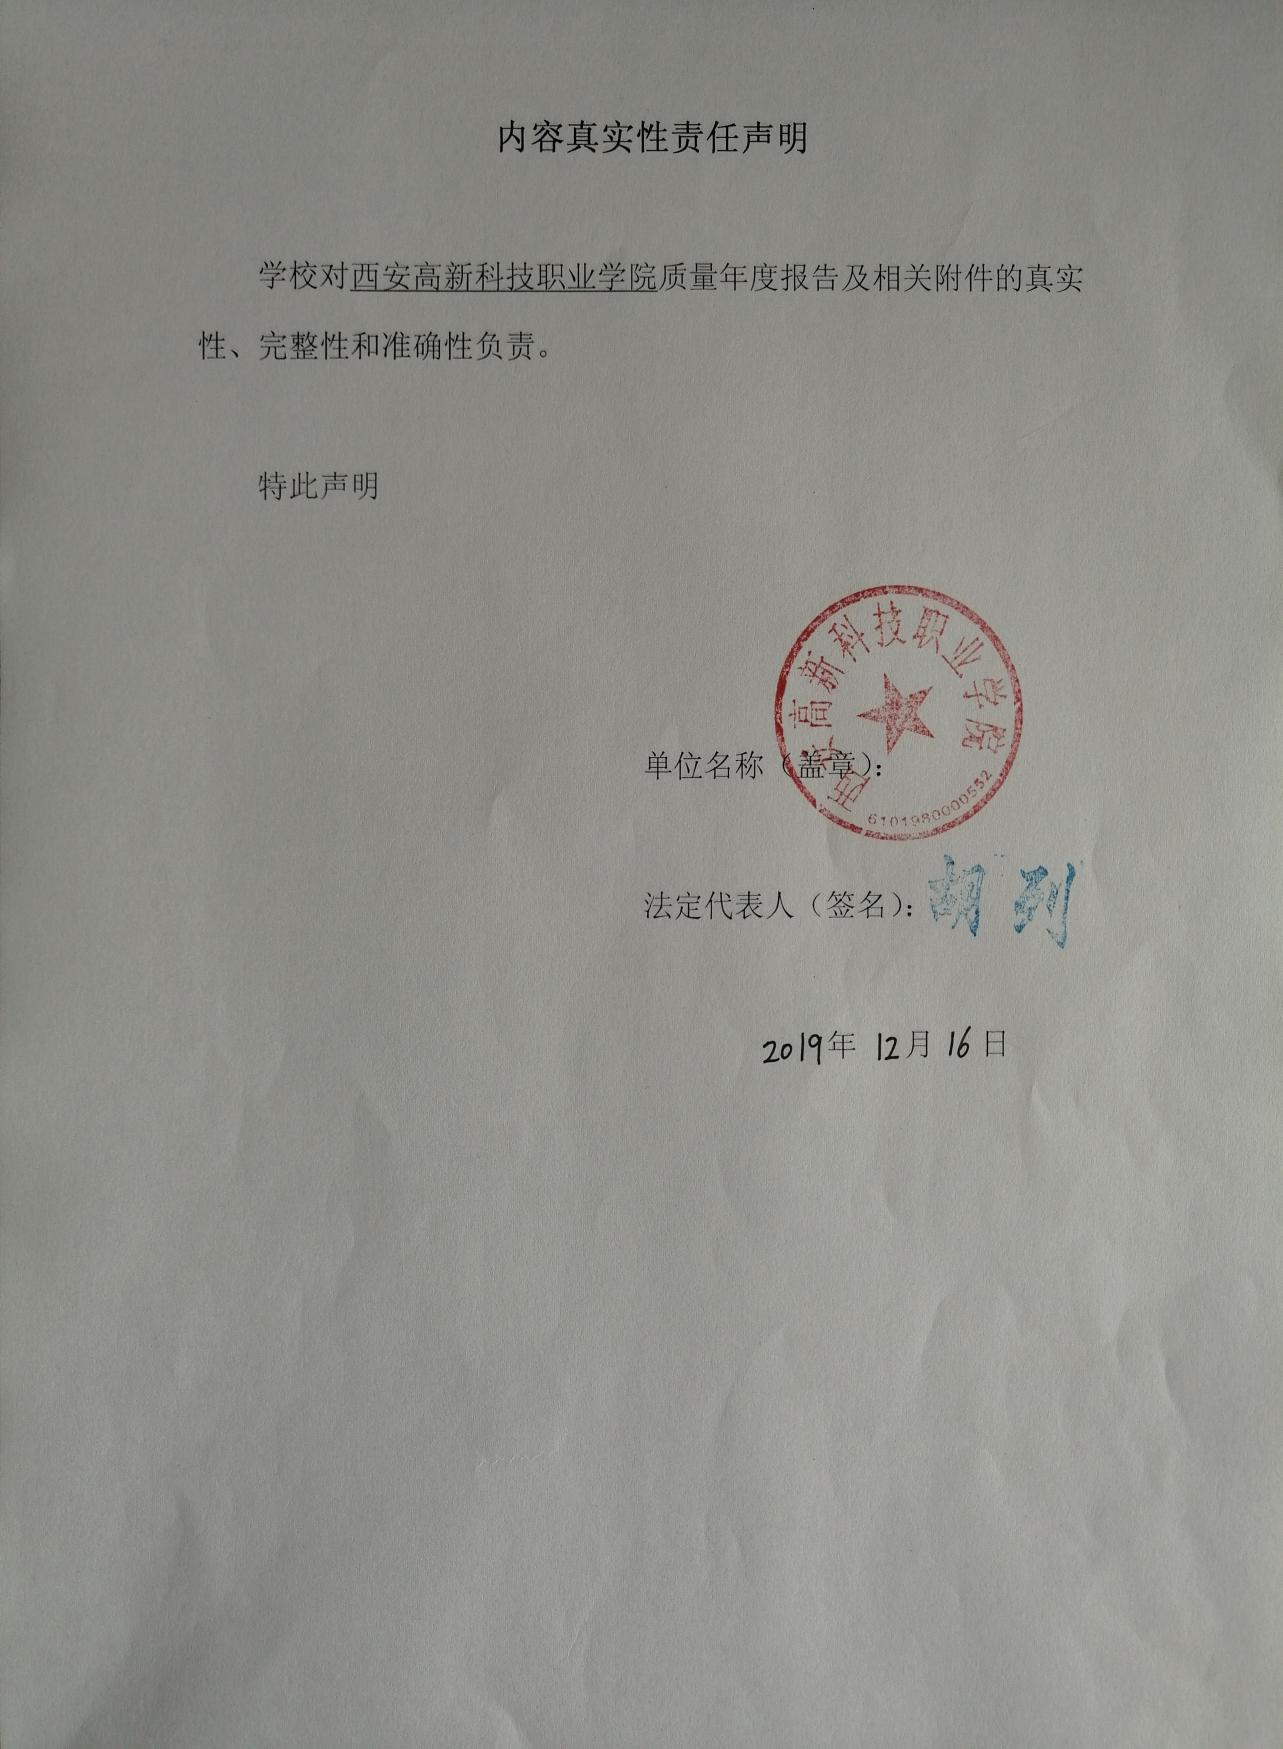 内容真实性责任声明
学校对西安高新科技职业学院质量年度报告及相关附件的真实
性、完整性和准确性负责。
特此声明
西安高新科技职业学院
6101980000552
单位名称（盖章）：
法定代表人（签名）：胡列
2019年 12月 16日